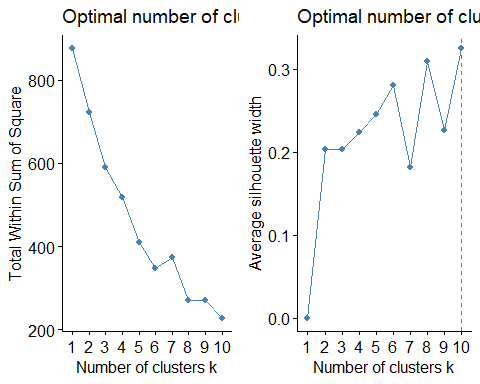 Optimal number of clu
Total Within Sum of Square
800
600
400
200
1 2 3 4 5 6 7 8 9 10
Number of clusters k
Optimal number of clu
Average silhouette width
0.3
0.2
0.1
0.0
1 2 3 4 5 6 7 8 9 10
Number of clusters k